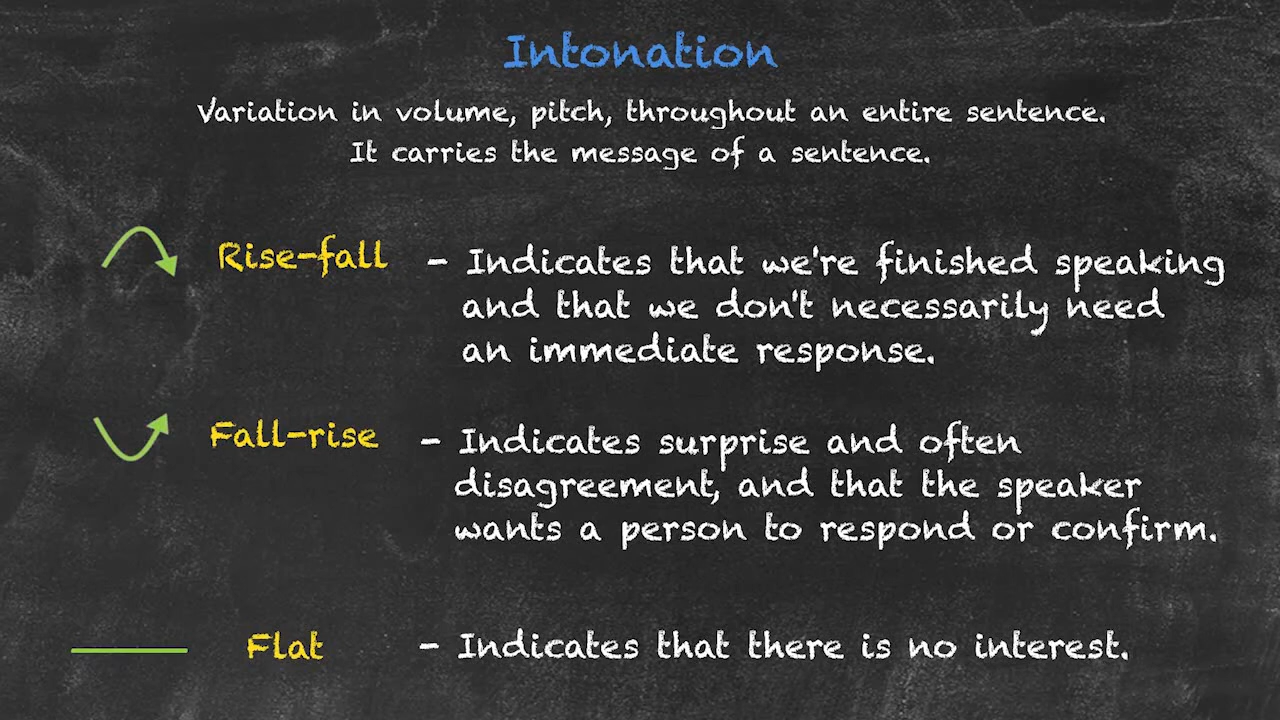 Intonation
Variation in volume, pitch, throughout an entire sentence.
It carries the message of a sentence.
Rise-fall - Indicates that we're finished speaking
and that we don't necessarily need
an immediate response.
Fall-rise - Indicates surprise and often
disagreement, and that the speaker
wants a person to respond or confirm.
Flat - Indicates that there is no interest.